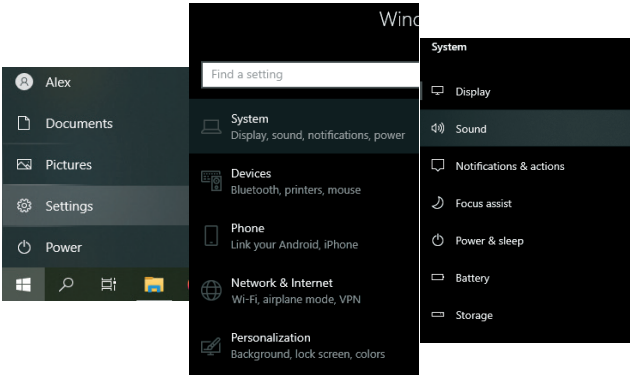 Alex
Documents
Pictures
Settings
Power
Find a setting
System
Display, sound, notifications, power
Devices
Bluetooth, printers, mouse
Phone
Link your Android, iPhone
Network & Internet
Wi-Fi, airplane mode, VPN
Personalization
Background, lock screen, colors
System
Display
Sound
Notifications & actions
Focus assist
Power & sleep
Battery
Storage